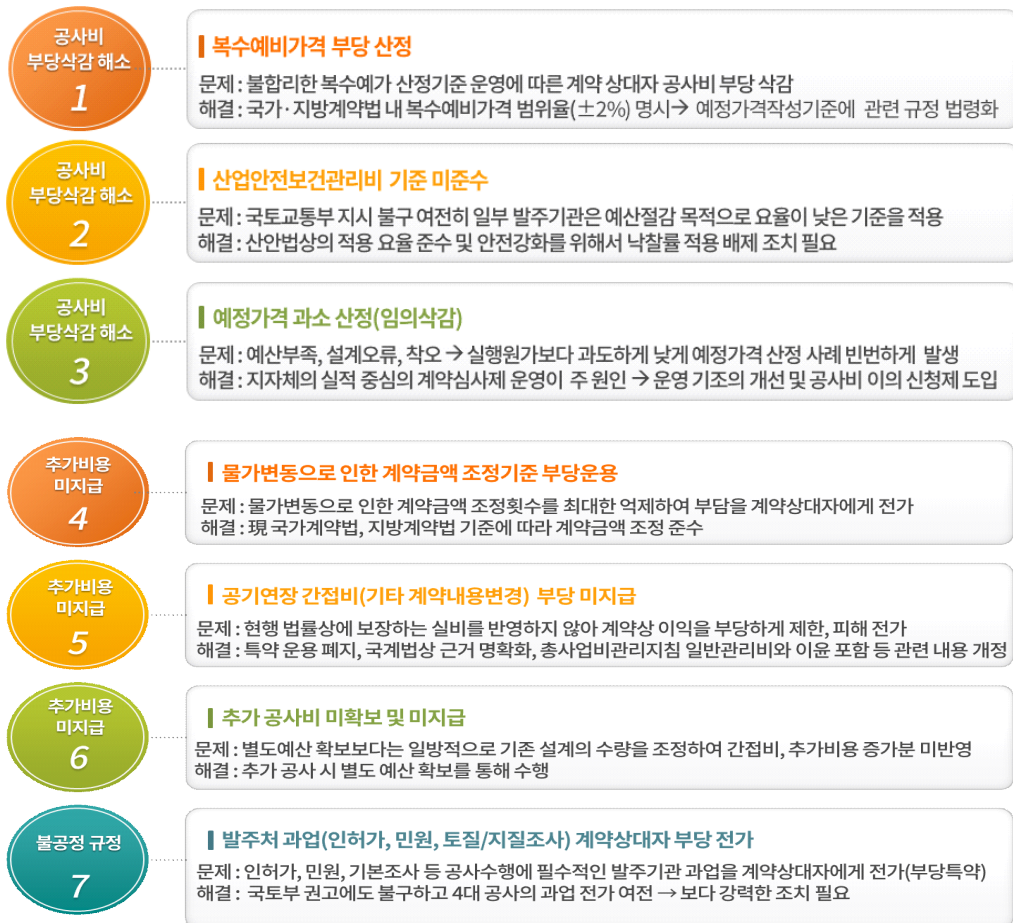 공사비
부당삭감 해소
1
복수예비가격 부당 산정
문제 : 불합리한 복수예가 산정기준 운영에 따른 계약 상대자 공사비 부당 삭감
해결 : 국가·지방계약법 내 복수예비가격 범위율(±2%) 명시→ 예정가격작성기준에 관련 규정 법령화
공사비
부당삭감 해소
2
산업안전보건관리비 기준 미준수
문제 : 국토교통부 지시 불구 여전히 일부 발주기관은 예산절감 목적으로 요율이 낮은 기준을 적용
해결 : 산안법상의 적용 요율 준수 및 안전강화를 위해서 낙찰률 적용 배제 조치 필요
공사비
부당삭감 해소
3
예정가격 과소 산정(임의삭감)
문제 : 예산부족, 설계오류, 착오 → 실행원가보다 과도하게 낮게 예정가격 산정 사례 빈번하게 발생
해결 : 지자체의 실적 중심의 계약심사제 운영이 주 원인 → 운영 기조의 개선 및 공사비 이의 신청제 도입
추가비용
미지급
4
물가변동으로 인한 계약금액 조정기준 부당운용
문제 : 물가변동으로 인한 계약금액 조정횟수를 최대한 억제하여 부담을 계약상대자에게 전가
해결 : 現 국가계약법, 지방계약법 기준에 따라 계약금액 조정 준수
추가비용
미지급
5
공기연장 간접비(기타 계약내용변경) 부당 미지급
문제 : 현행 법률상에 보장하는 실비를 반영하지 않아 계약상 이익을 부당하게 제한, 피해 전가
해결 : 특약 운용 폐지, 국계법상 근거 명확화, 총사업비관리지침 일반관리비와 이윤 포함 등 관련 내용 개정
추가비용
미지급
6
추가 공사비 미확보 및 미지급
문제 : 별도예산 확보보다는 일방적으로 기존 설계의 수량을 조정하여 간접비, 추가비용 증가분 미반영
해결 : 추가 공사 시 별도 예산 확보를 통해 수행
불공정 규정
7
발주처 과업(인허가, 민원, 토질/지질조사) 계약상대자 부당 전가
문제 : 인허가, 민원, 기본조사 등 공사수행에 필수적인 발주기관 과업을 계약상대자에게 전가(부당특약)
해결 : 국토부 권고에도 불구하고 4대 공사의 과업 전가 여전 → 보다 강력한 조치 필요